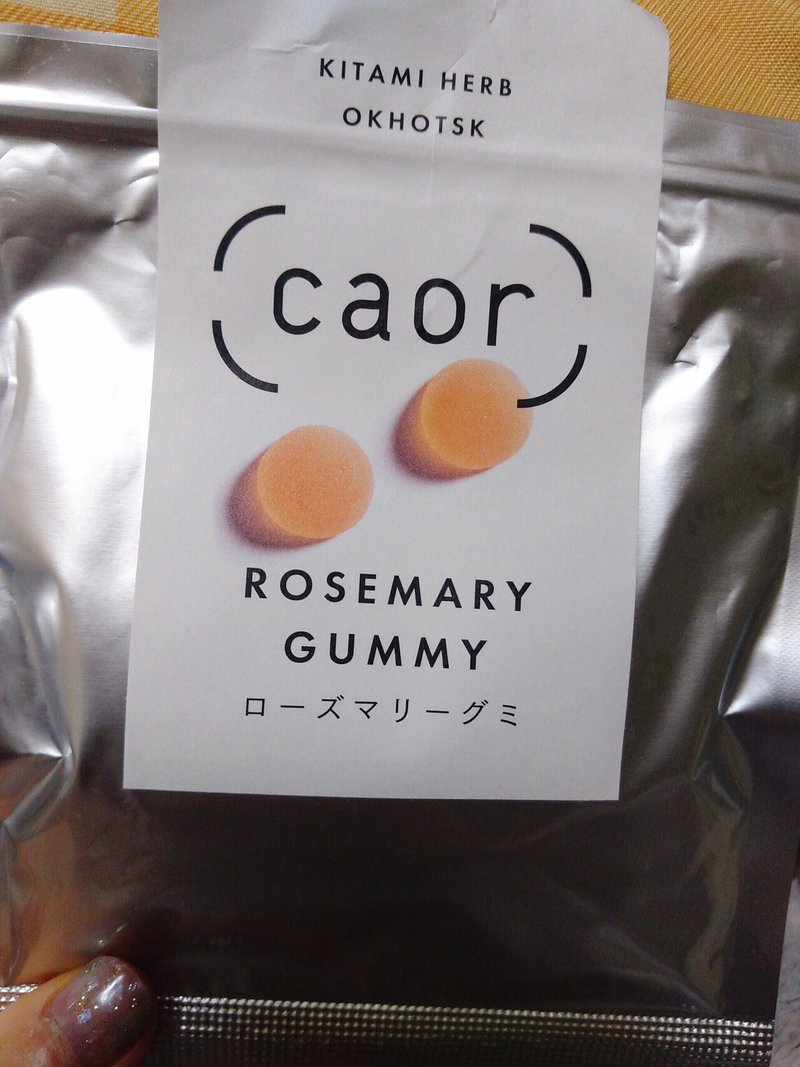 KITAMI HERB
OKHOTSK
caor
ROSEMARY
GUMMY
ローズマリーグミ